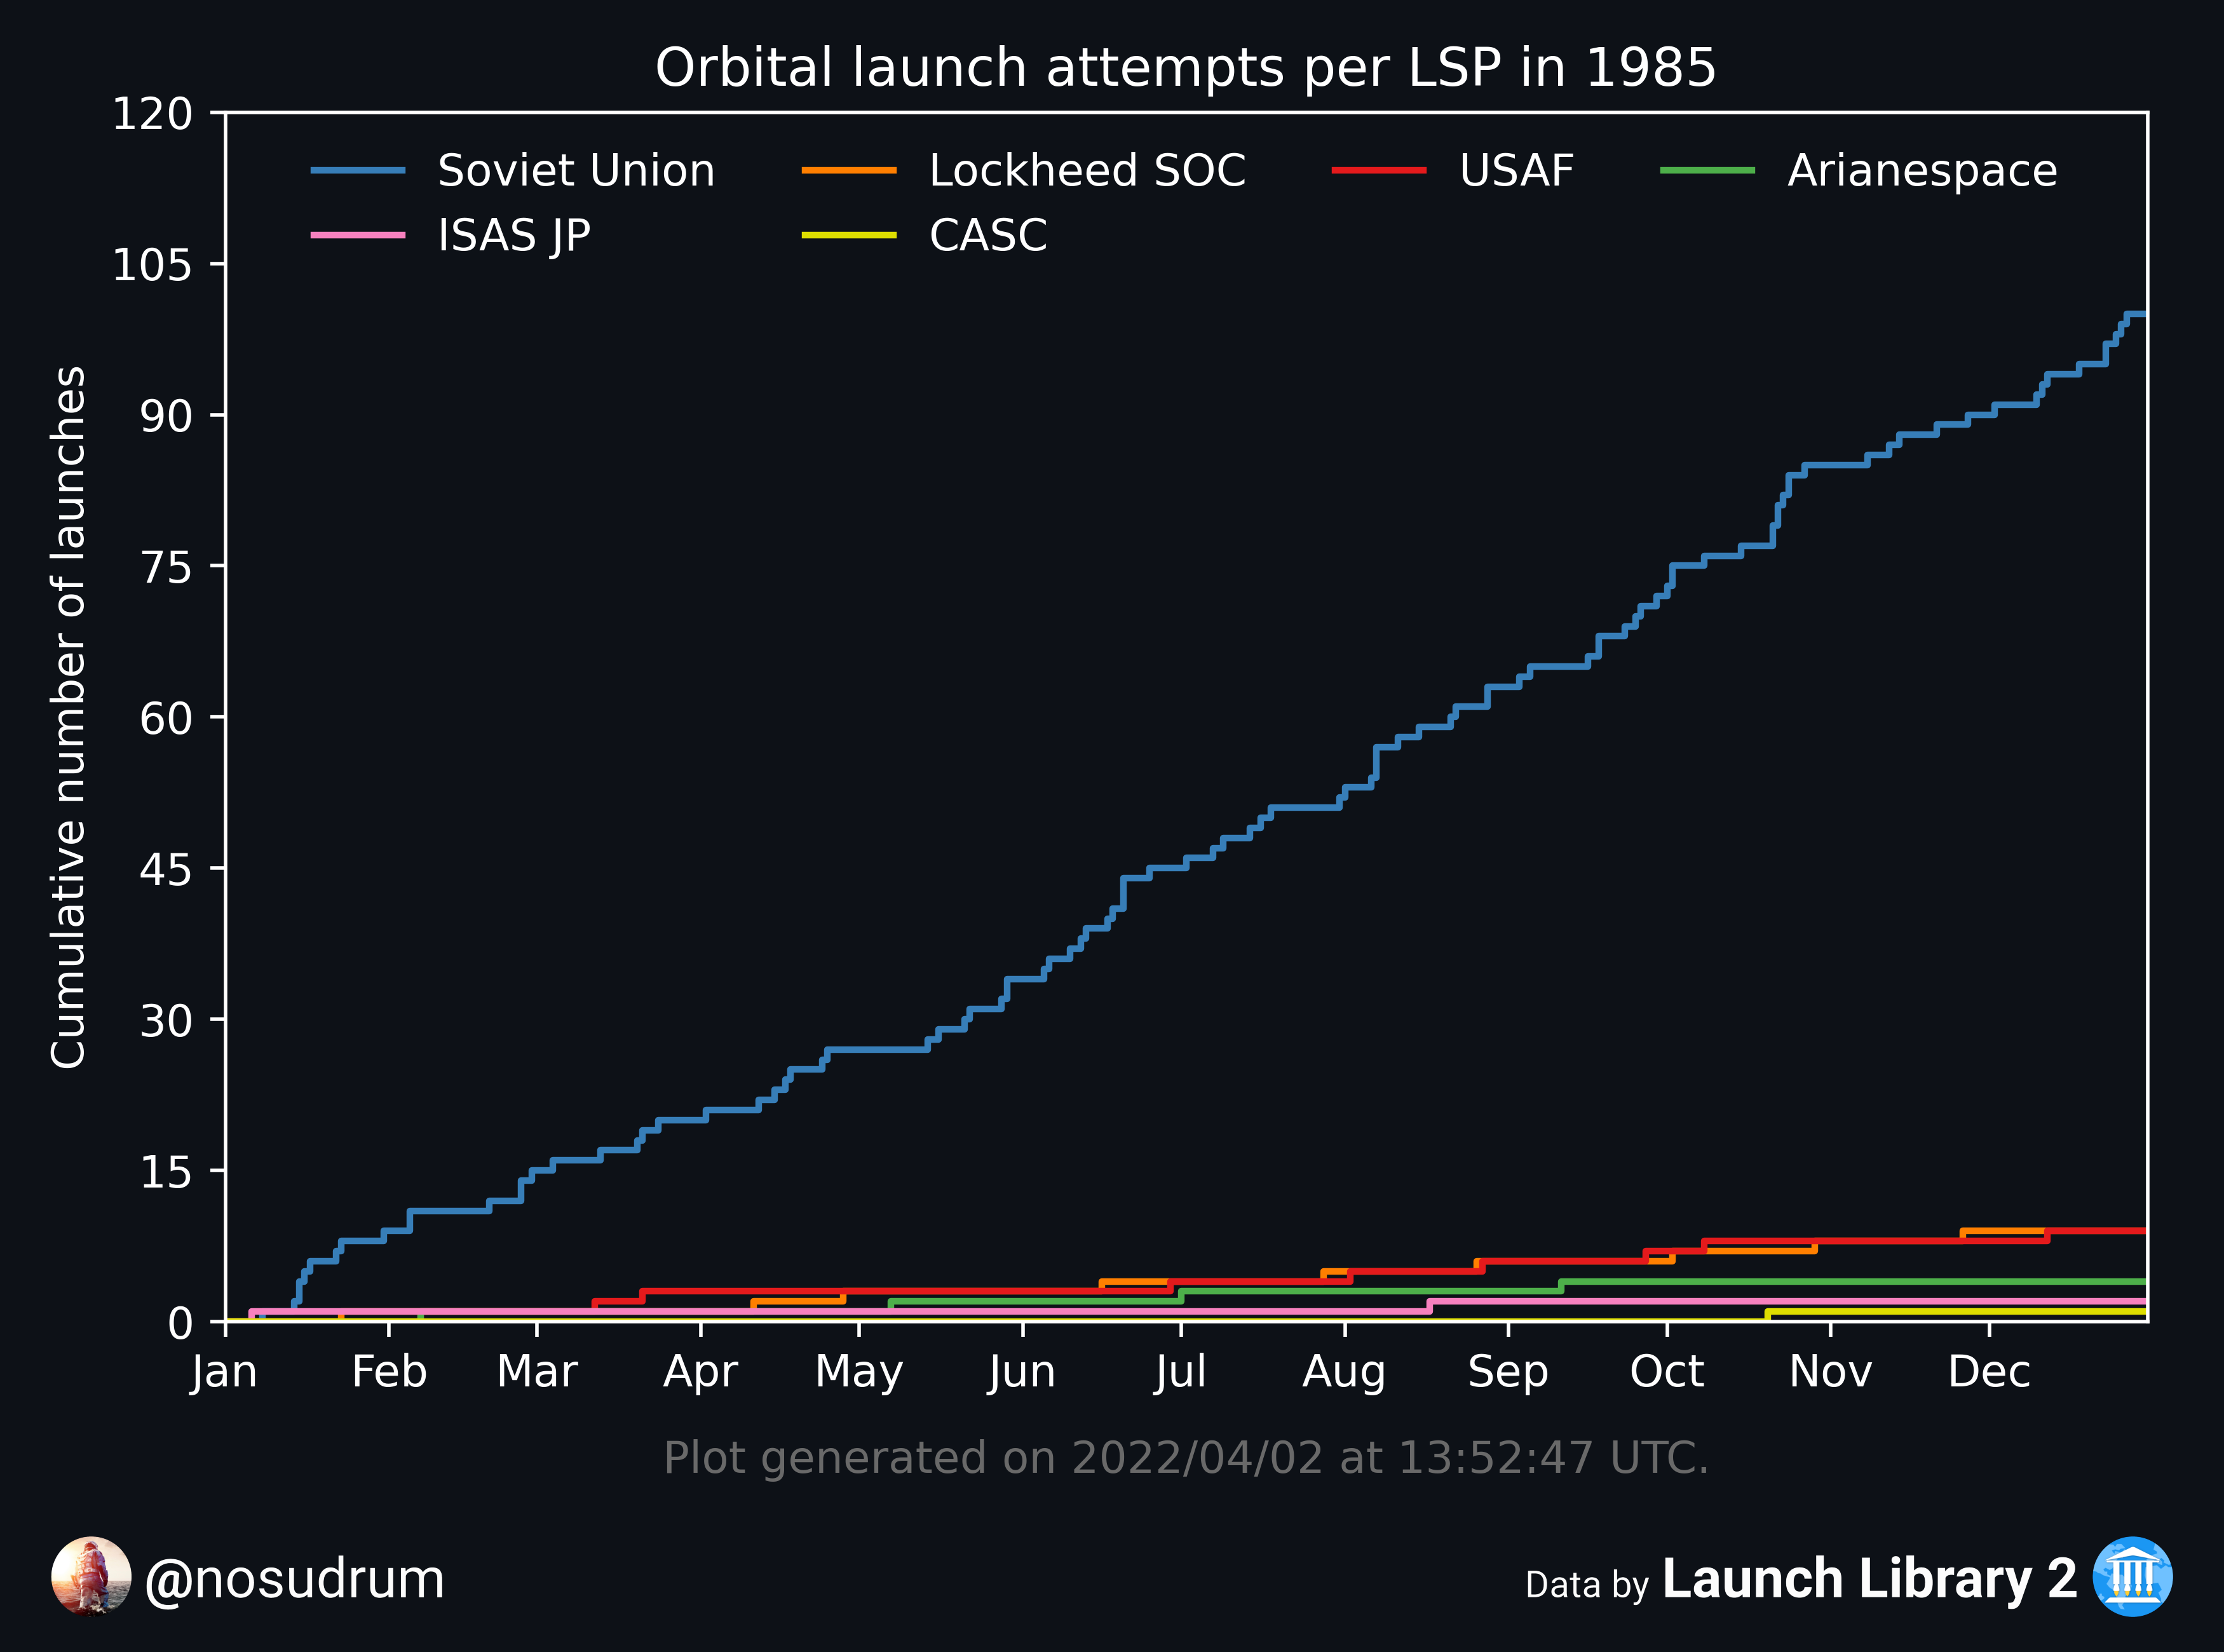 Orbital launch attempts per LSP in 1985
120
105
90
75
60
45
30
15
0
Cumulative number of launches
Soviet Union Lockheed SOC USAF Arianespace
ISAS JP CASC
Jan Feb Mar Apr May Jun Jul Aug Sep Oct Nov Dec
Plot generated on 2022/04/02 at 13:52:47 UTC.
@nosudrum
Data by Launch Library 2